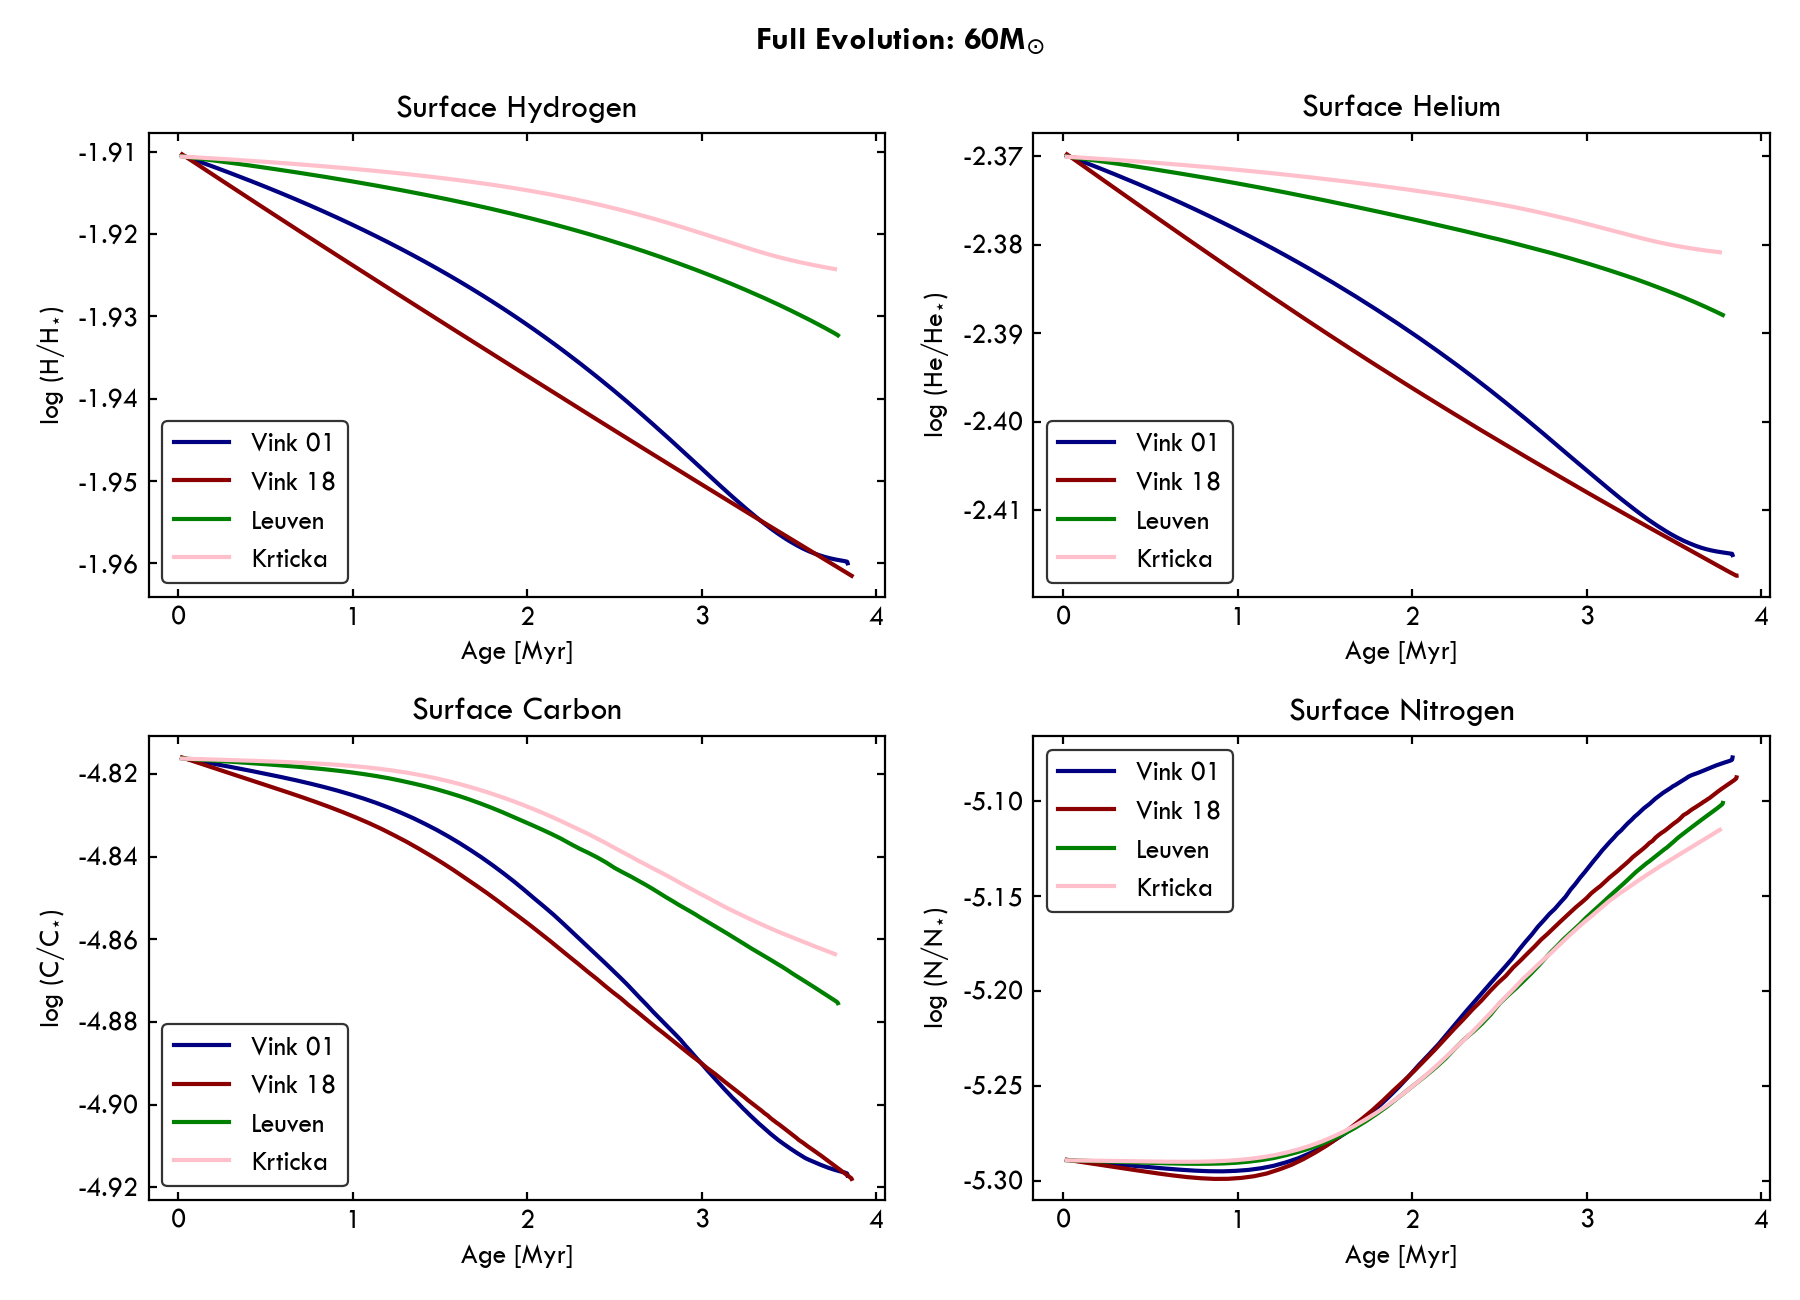 Full Evolution: 60M☉
Surface Hydrogen
log (H/H⋆)
-1.91
-1.92
-1.93
-1.94
-1.95
-1.96
Vink 01
Vink 18
Leuven
Krticka
0 1 2 3 4
Age [Myr]
Surface Helium
log (He/He⋆)
-2.37
-2.38
-2.39
-2.40
-2.41
Vink 01
Vink 18
Leuven
Krticka
0 1 2 3 4
Age [Myr]
Surface Carbon
log (C/C⋆)
-4.82
-4.84
-4.86
-4.88
-4.90
-4.92
Vink 01
Vink 18
Leuven
Krticka
0 1 2 3 4
Age [Myr]
Surface Nitrogen
log (N/N⋆)
-5.10
-5.15
-5.20
-5.25
-5.30
Vink 01
Vink 18
Leuven
Krticka
0 1 2 3 4
Age [Myr]